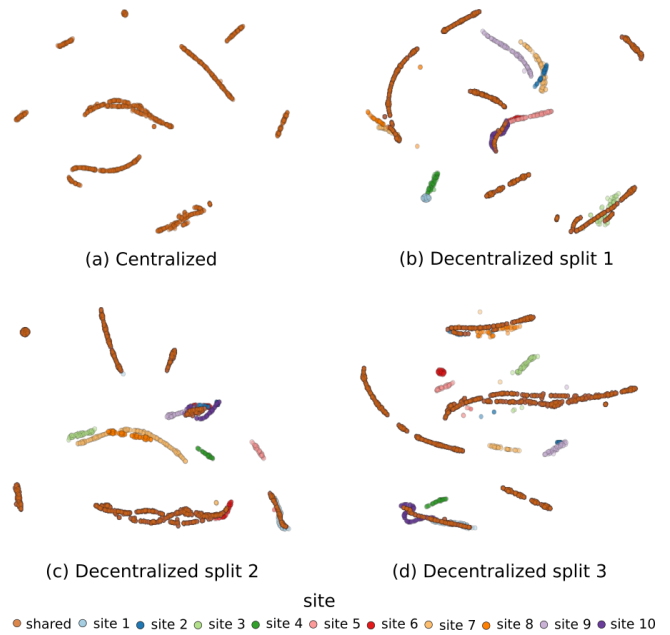 (a) Centralized
(b) Decentralized split 1
(c) Decentralized split 2
(d) Decentralized split 3
site
shared site 1 site 2 site 3 site 4 site 5 site 6 site 7 site 8 site 9 site 10